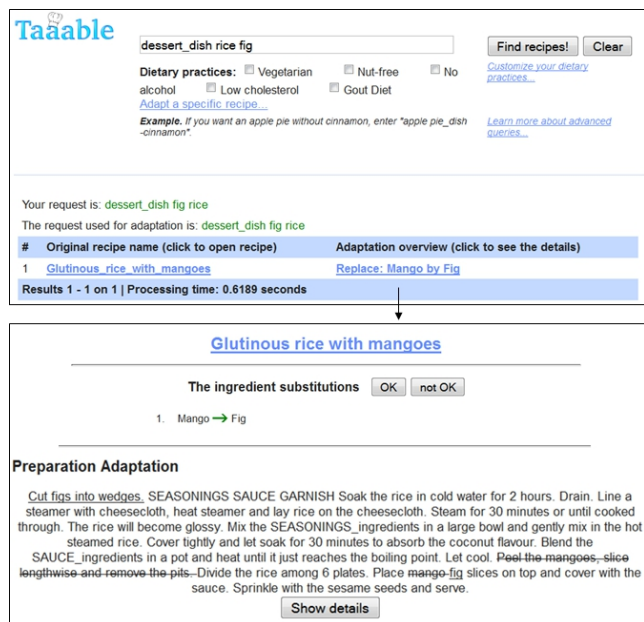 Taaable
dessert_dish rice fig
Find recipes! Clear
Dietary practices: Vegetarian Nut-free No
alcohol Low cholesterol Gout Diet
Customize your dietary
practices...
Adapt a specific recipe...
Example. If you want an apple pie without cinnamon, enter "apple pie_dish
-cinnamon".
Learn more about advanced
queries...
Your request is: dessert_dish fig rice
The request used for adaptation is: dessert_dish fig rice
# Original recipe name (click to open recipe) Adaptation overview (click to see the details)
1 Glutinous_rice_with_mangoes Replace: Mango by Fig
Results 1 - 1 on 1 | Processing time: 0.6189 seconds
Glutinous rice with mangoes
The ingredient substitutions OK not OK
1. Mango → Fig
Preparation Adaptation
Cut figs into wedges. SEASONINGS SAUCE GARNISH Soak the rice in cold water for 2 hours. Drain. Line a
steamer with cheesecloth, heat steamer and lay rice on the cheesecloth. Steam for 30 minutes or until cooked
through. The rice will become glossy. Mix the SEASONINGS_ingredients in a large bowl and gently mix in the hot
steamed rice. Cover tightly and let soak for 30 minutes to absorb the coconut flavour. Blend the
SAUCE_ingredients in a pot and heat until it just reaches the boiling point. Let cool. Peel the mangoes, slice
lengthwise and remove the pits. Divide the rice among 6 plates. Place mango fig slices on top and cover with the
sauce. Sprinkle with the sesame seeds and serve.
Show details